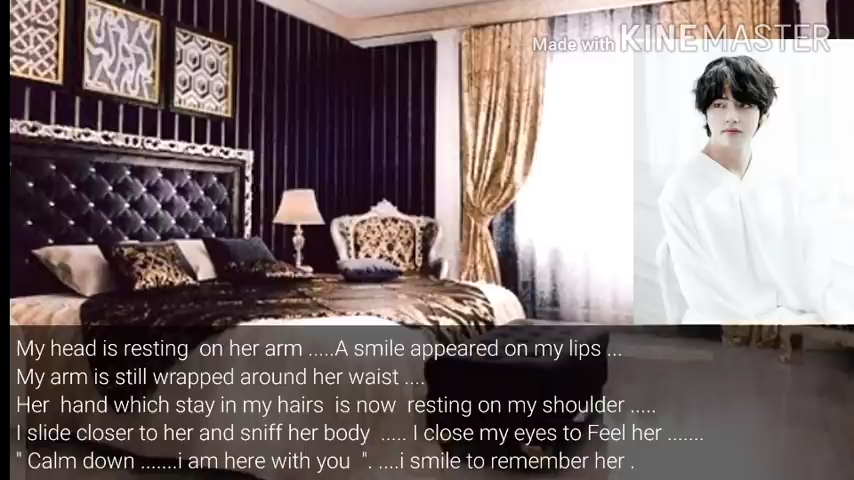 Made with KINEMASTER
My head is resting on her arm .....A smile appeared on my lips ...
My arm is still wrapped around her waist ....
Her hand which stay in my hairs is now resting on my shoulder .....
I slide closer to her and sniff her body ..... I close my eyes to Feel her .......
" Calm down .......i am here with you ". ....i smile to remember her .